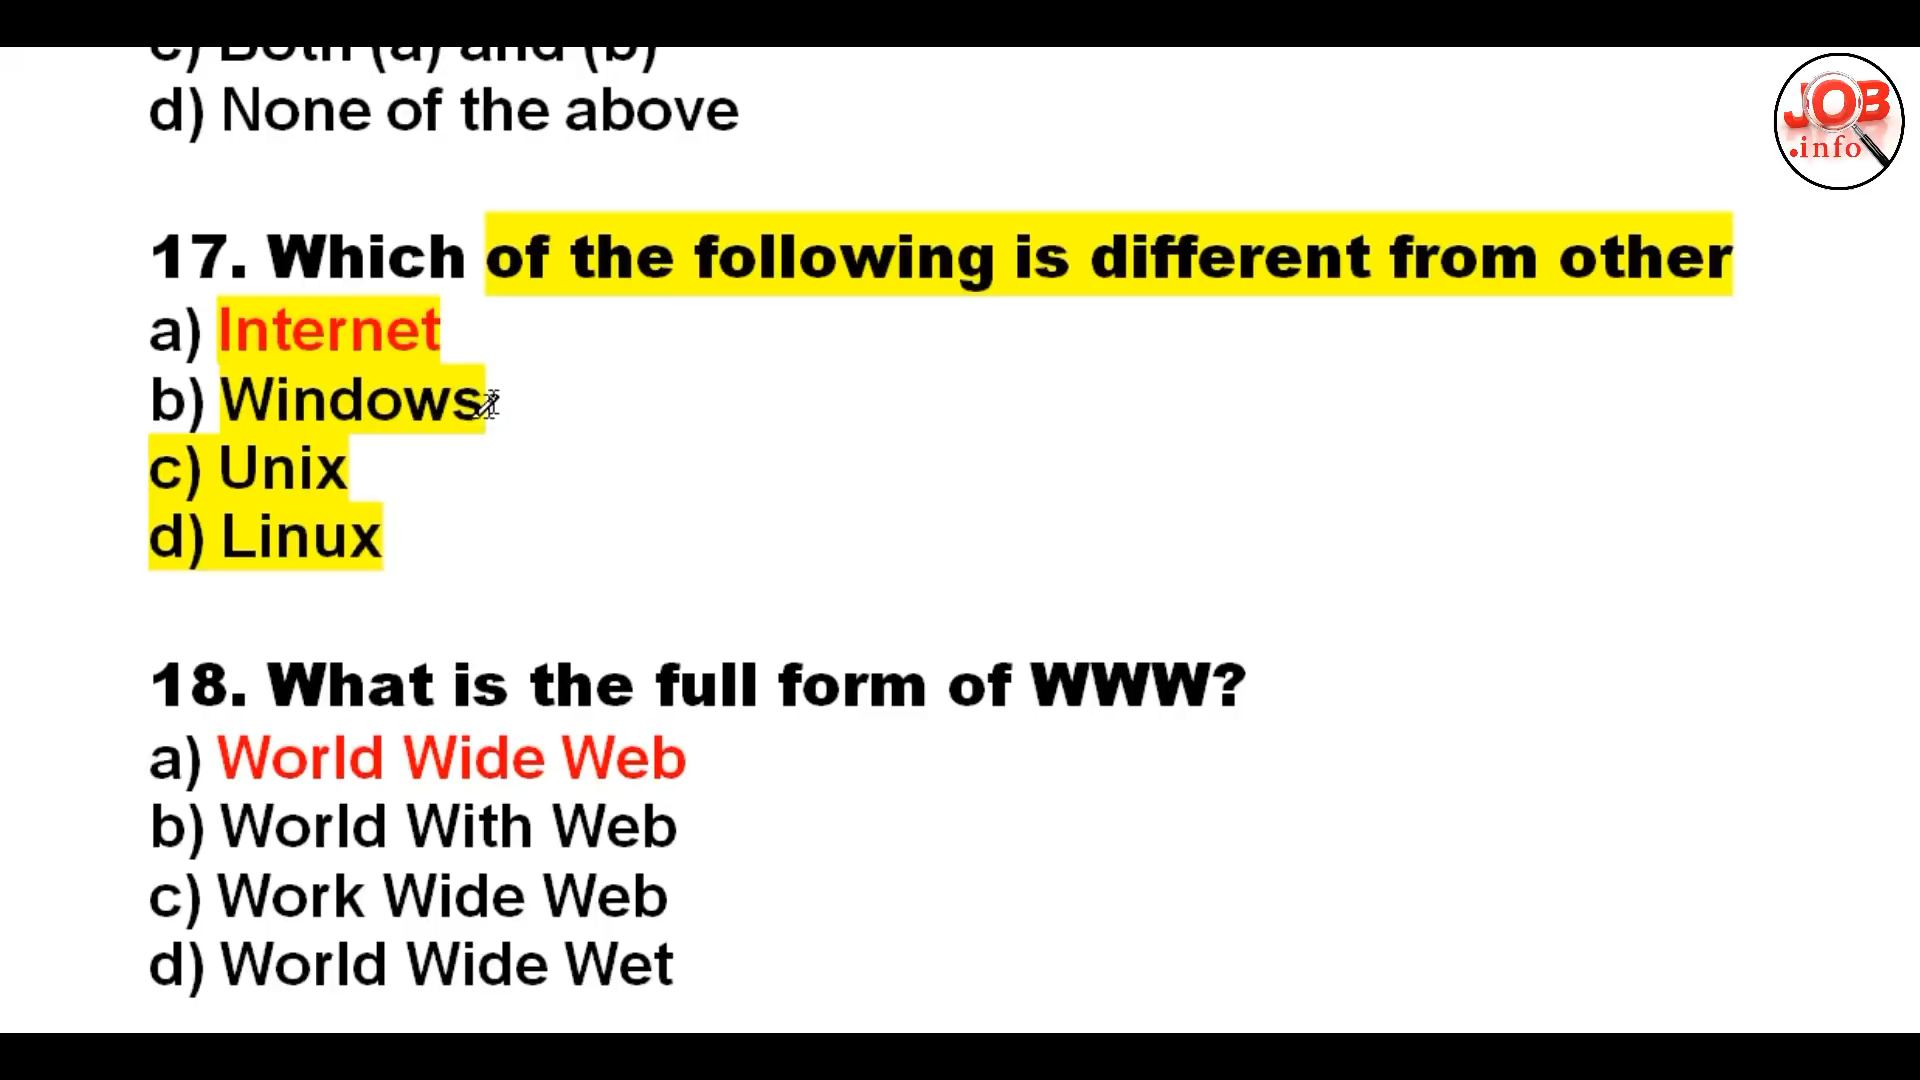 c) Both (a) and (b)
d) None of the above
JOB
.info
17. Which of the following is different from other
a) Internet
b) Windows
c) Unix
d) Linux
18. What is the full form of WWW?
a) World Wide Web
b) World With Web
c) Work Wide Web
d) World Wide Wet